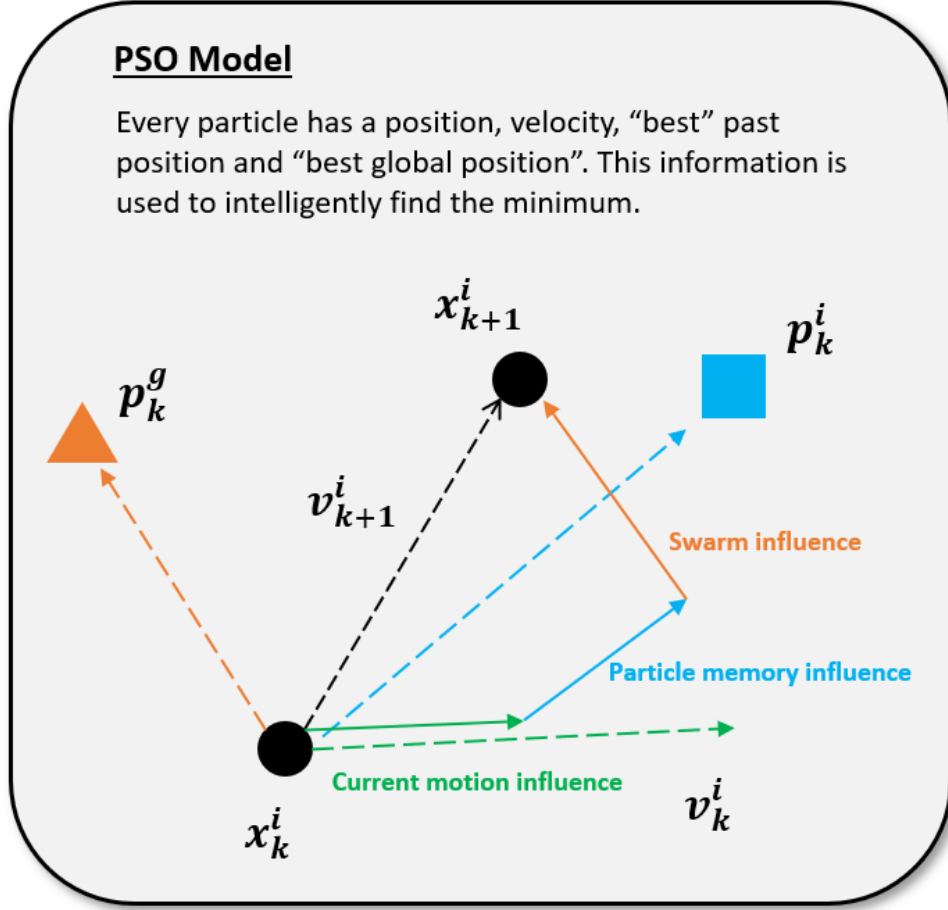 PSO Model
Every particle has a position, velocity, “best” past
position and “best global position”. This information is
used to intelligently find the minimum.
x^i_{k+1}
p^i_k
p^g_k
v^i_{k+1}
Swarm influence
Particle memory influence
Current motion influence
v^i_k
x^i_k